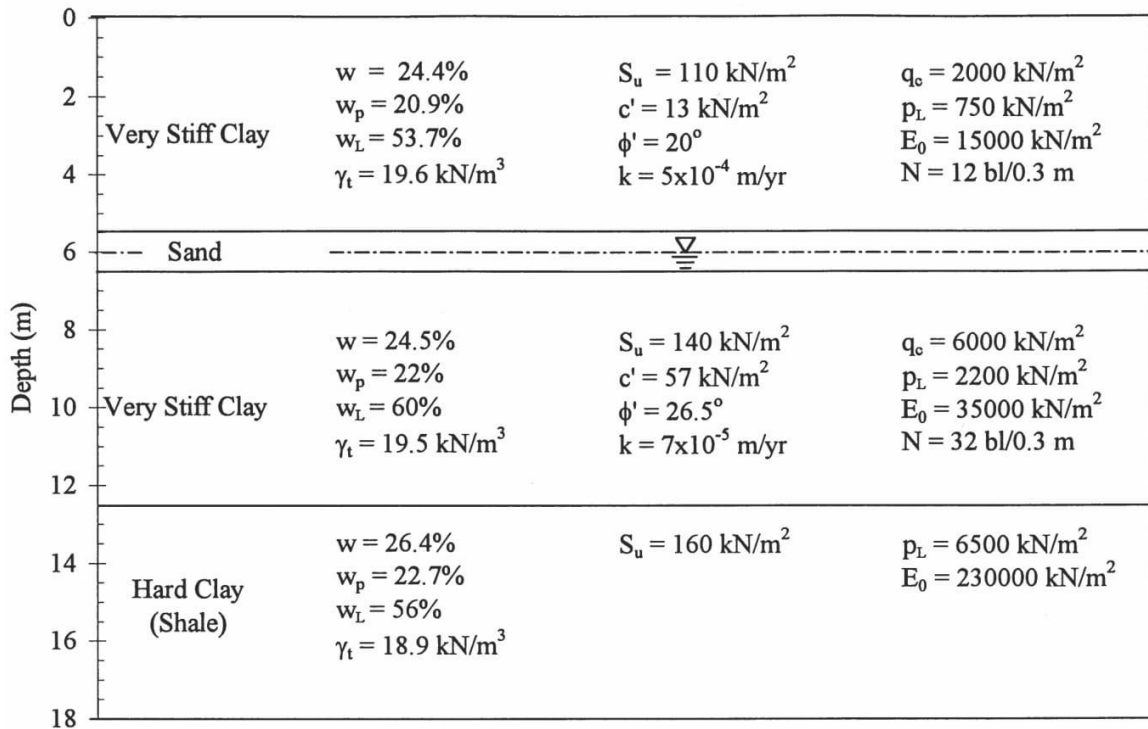 Depth (m)
0
2
4
6
8
10
12
14
16
18
Very Stiff Clay
w = 24.4%
w_p = 20.9%
w_L = 53.7%
γ_t = 19.6 kN/m³
S_u = 110 kN/m²
c' = 13 kN/m²
ϕ' = 20°
k = 5x10⁻⁴ m/yr
q_c = 2000 kN/m²
p_L = 750 kN/m²
E_0 = 15000 kN/m²
N = 12 bl/0.3 m
Sand
Very Stiff Clay
w = 24.5%
w_p = 22%
w_L = 60%
γ_t = 19.5 kN/m³
S_u = 140 kN/m²
c' = 57 kN/m²
ϕ' = 26.5°
k = 7x10⁻⁵ m/yr
q_c = 6000 kN/m²
p_L = 2200 kN/m²
E_0 = 35000 kN/m²
N = 32 bl/0.3 m
Hard Clay
(Shale)
w = 26.4%
w_p = 22.7%
w_L = 56%
γ_t = 18.9 kN/m³
S_u = 160 kN/m²
p_L = 6500 kN/m²
E_0 = 230000 kN/m²